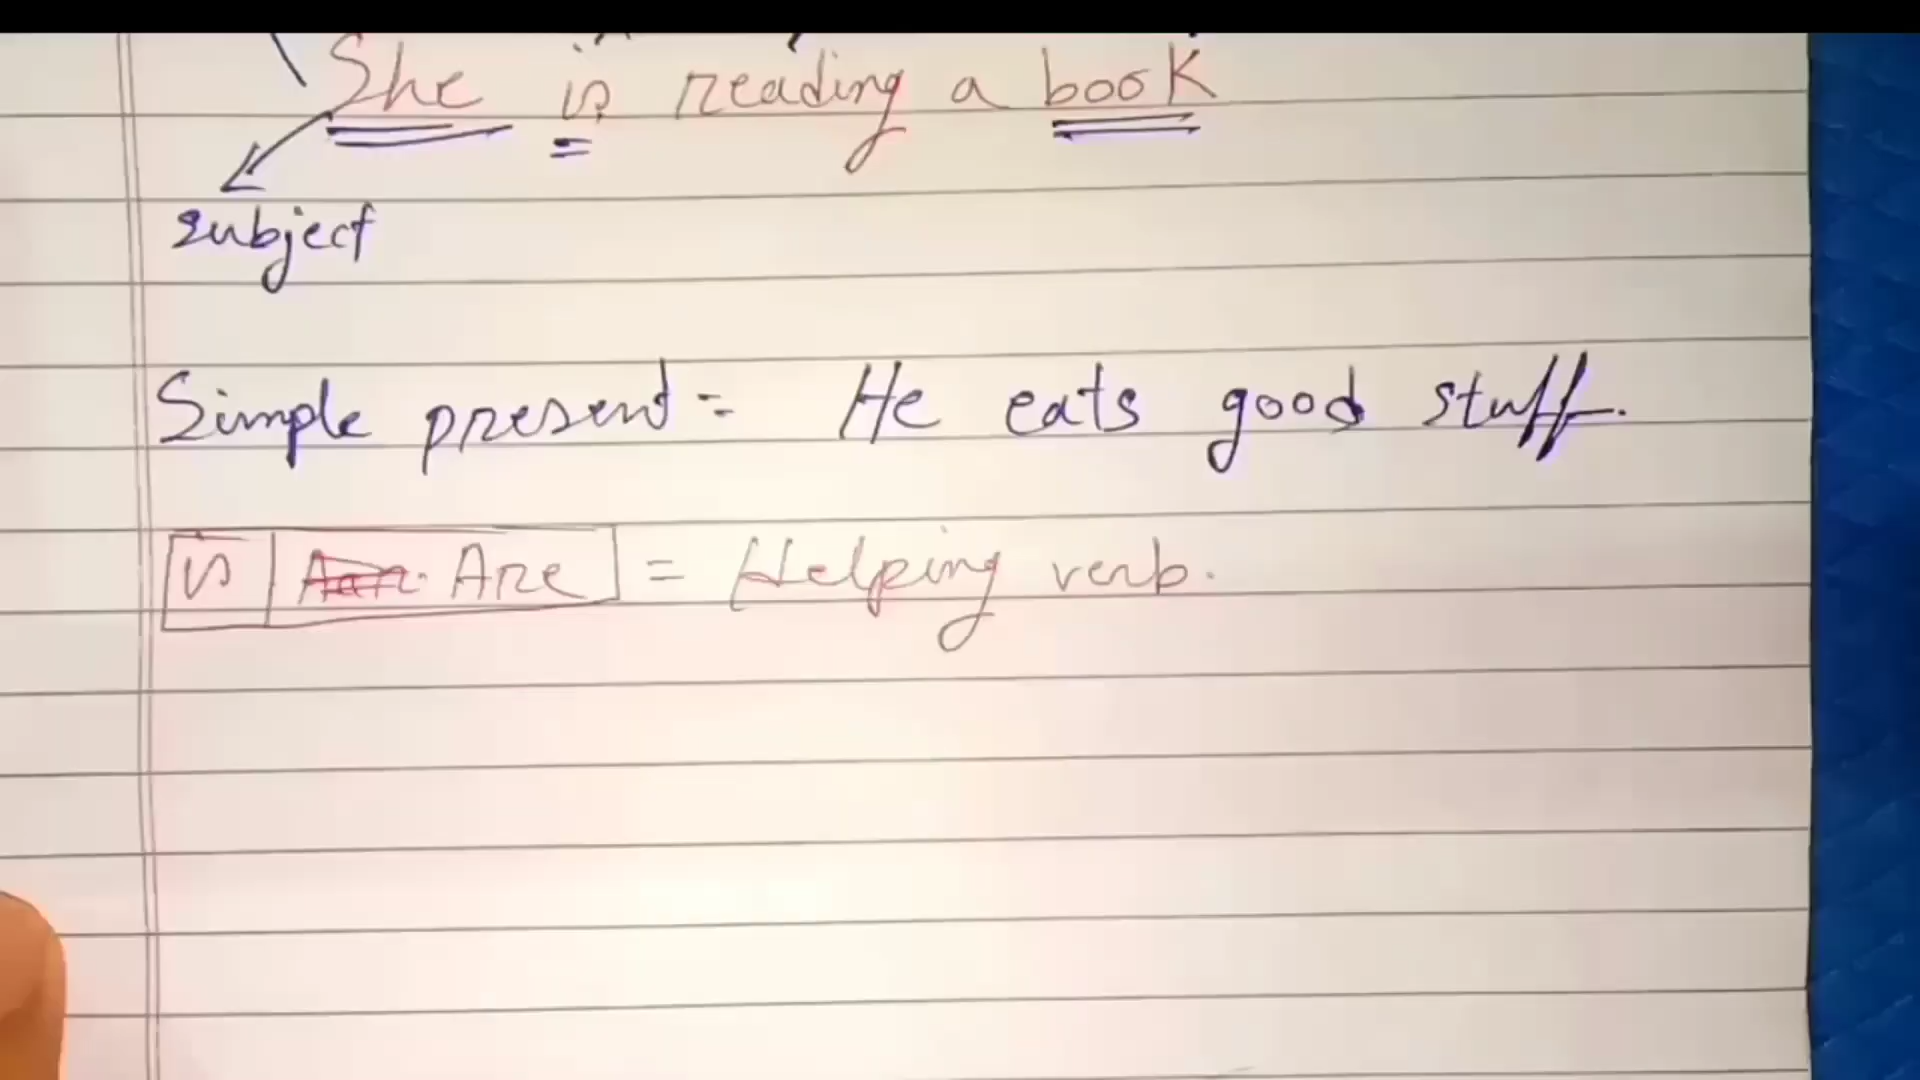 She is reading a book
subject
Simple present = He eats good stuff.
is Are = Helping verb.